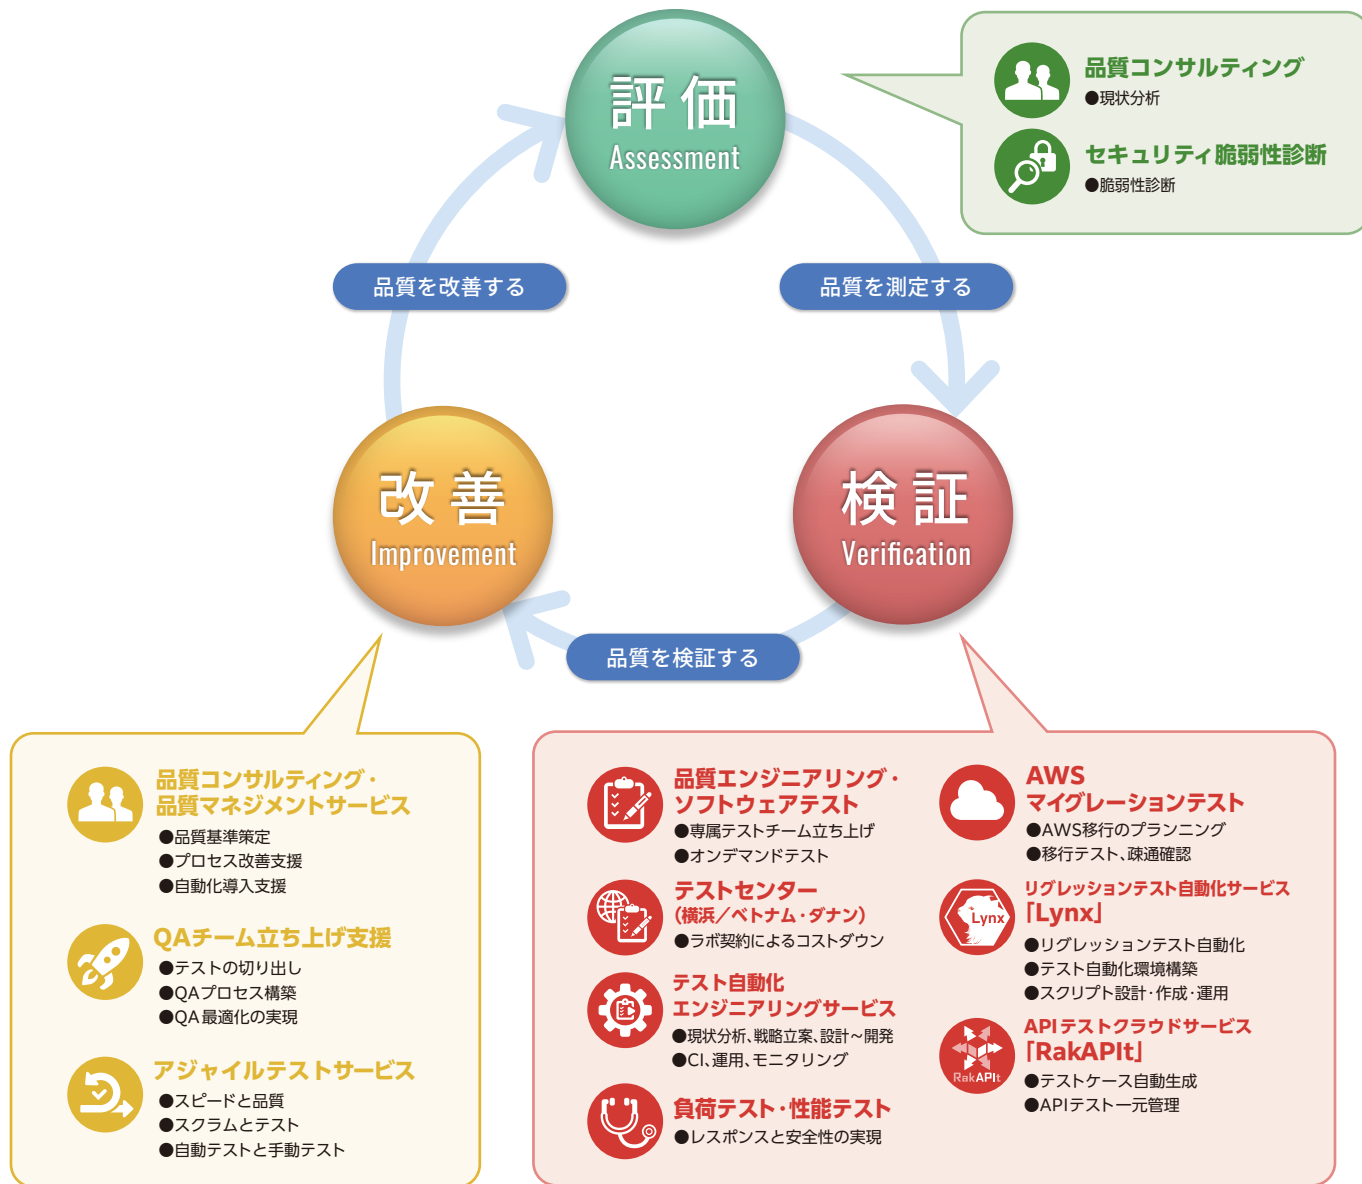 評価
Assessment
品質コンサルティング
●現状分析
セキュリティ脆弱性診断
●脆弱性診断
品質を改善する
品質を測定する
改善
Improvement
検証
Verification
品質を検証する
品質コンサルティング・
品質マネジメントサービス
●品質基準策定
●プロセス改善支援
●自動化導入支援
QAチーム立ち上げ支援
●テストの切り出し
●QAプロセス構築
●QA最適化の実現
アジャイルテストサービス
●スピードと品質
●スクラムとテスト
●自動テストと手動テスト
品質エンジニアリング・
ソフトウェアテスト
●専属テストチーム立ち上げ
●オンデマンドテスト
テストセンター
（横浜／ベトナム・ダナン）
●ラボ契約によるコストダウン
テスト自動化
エンジニアリングサービス
●現状分析、戦略立案、設計～開発
●CI、運用、モニタリング
負荷テスト・性能テスト
●レスポンスと安全性の実現
AWS
マイグレーションテスト
●AWS移行のプランニング
●移行テスト、疎通確認
Lynx
リグレッションテスト自動化サービス
「Lynx」
●リグレッションテスト自動化
●テスト自動化環境構築
●スクリプト設計・作成・運用
RakAPIt
APIテストクラウドサービス
「RakAPIt」
●テストケース自動生成
●APIテスト一元管理